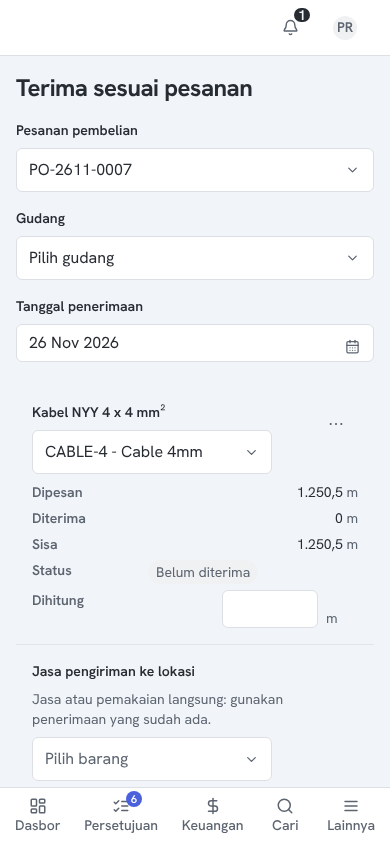 1
PR
Terima sesuai pesanan
Pesanan pembelian
PO-2611-0007
Gudang
Pilih gudang
Tanggal penerimaan
26 Nov 2026
Kabel NYY 4 x 4 mm²
...
CABLE-4 - Cable 4mm
Dipesan 1.250,5 m
Diterima 0 m
Sisa 1.250,5 m
Status Belum diterima
Dihitung m
Jasa pengiriman ke lokasi
Jasa atau pemakaian langsung: gunakan
penerimaan yang sudah ada.
Pilih barang
6
Dasbor Persetujuan Keuangan Cari Lainnya